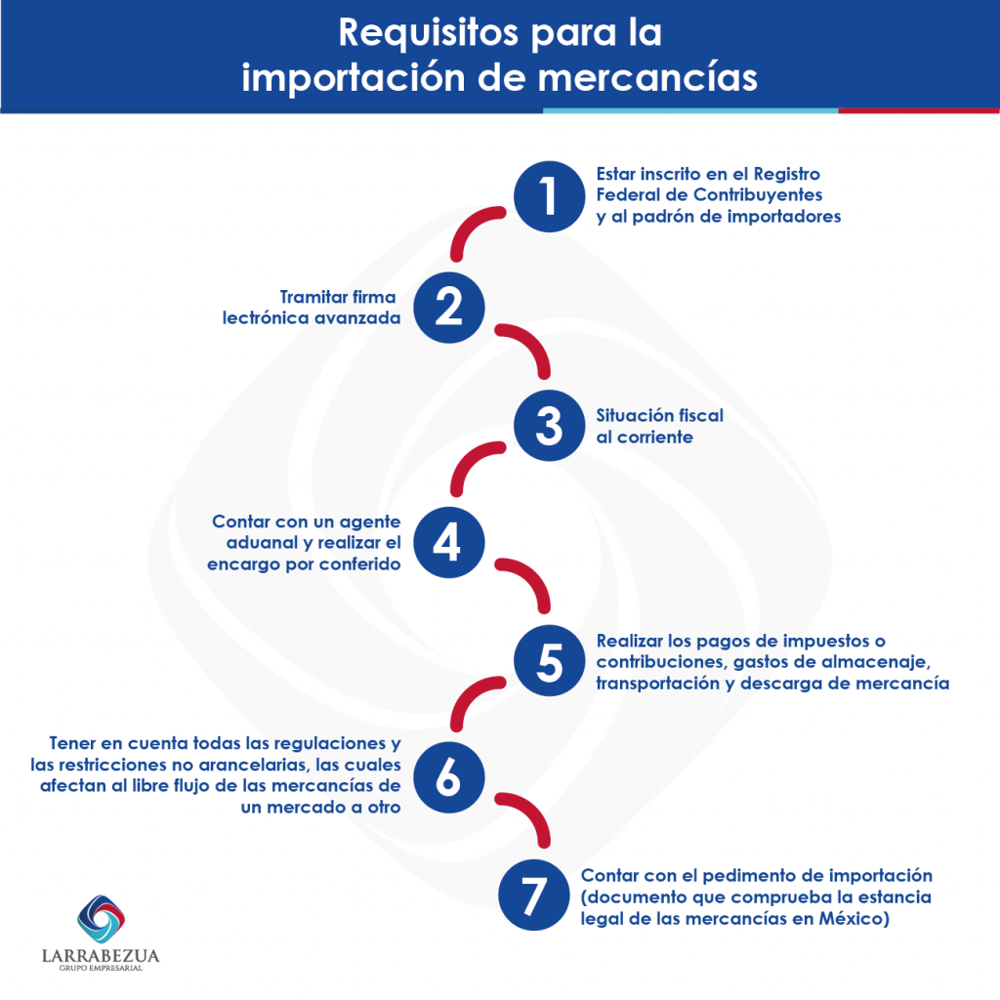 Requisitos para la
importación de mercancías
1
Estar inscrito en el Registro
Federal de Contribuyentes
y al padrón de importadores
2
Tramitar firma
lectrónica avanzada
3
Situación fiscal
al corriente
4
Contar con un agente
aduanal y realizar el
encargo por conferido
5
Realizar los pagos de impuestos o
contribuciones, gastos de almacenaje,
transportación y descarga de mercancía
6
Tener en cuenta todas las regulaciones y
las restricciones no arancelarias, las cuales
afectan al libre flujo de las mercancías de
un mercado a otro
7
Contar con el pedimento de importación
(documento que comprueba la estancia
legal de las mercancías en México)
LARRABEZUA
GRUPO EMPRESARIAL